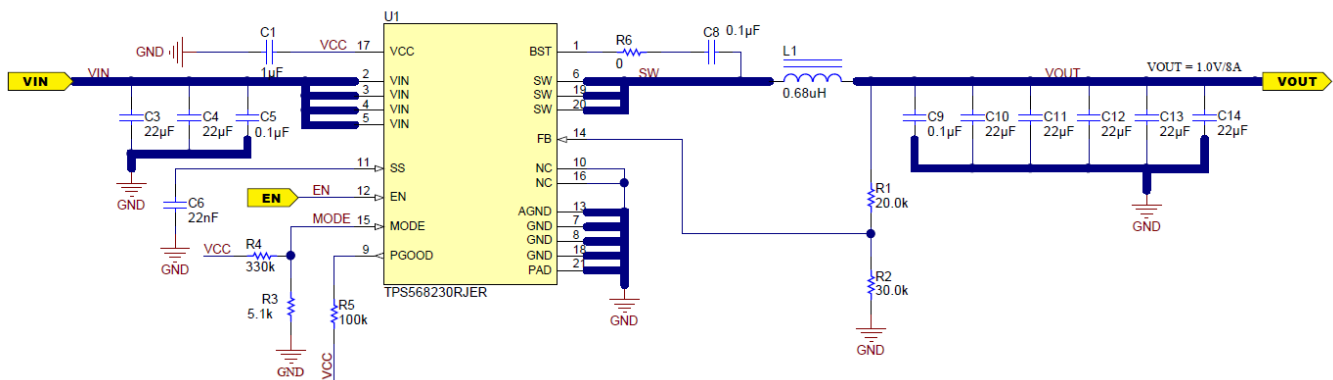 U1
GND
C1
1µF
VCC
17
VCC
BST
1
R6
0
C8
0.1µF
L1
0.68uH
VIN
VIN
2
VIN
3
VIN
4
VIN
5
VIN
SW
6
SW
SW
19
SW
20
VOUT
VOUT = 1.0V/8A
VOUT
C3
22µF
C4
22µF
C5
0.1µF
GND
FB
14
C9
0.1µF
C10
22µF
C11
22µF
C12
22µF
C13
22µF
C14
22µF
GND
11
SS
NC
10
NC
16
C6
22nF
GND
EN
EN
12
EN
R1
20.0k
AGND
13
GND
7
GND
8
GND
18
PAD
21
GND
MODE
15
MODE
VCC
R4
330k
9
PGOOD
R3
5.1k
GND
R5
100k
VCC
TPS568230RJER
R2
30.0k
GND